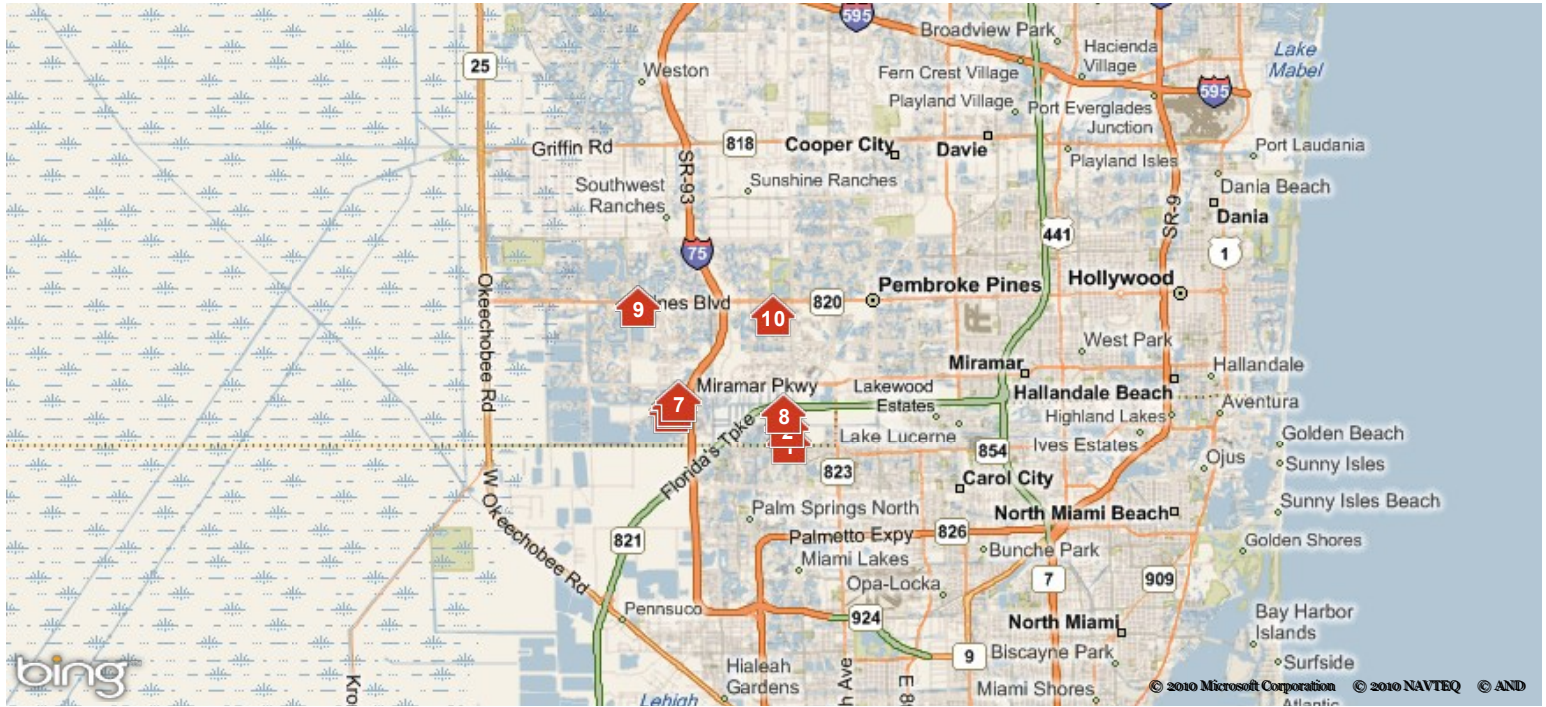 595
Broadview Park
Hacienda
Village
Lake
Mabel
25
Weston
Fern Crest Village
Playland Village
Port Everglades
Junction
595
Griffin Rd
818
Cooper City
Davie
Playland Isles
Port Laudania
SR-93
Southwest
Ranches
Sunshine Ranches
Dania Beach
Dania
SR-9
441
1
75
Okeechobee Rd
9
nes Blvd
10
820
Pembroke Pines
Hollywood
West Park
Miramar
Hallandale
7
Miramar Pkwy
Lakewood
Estates
Hallandale Beach
Aventura
8
2
1
Highland Lakes
Florida's Tpke
Lake Lucerne
Ives Estates
Golden Beach
854
Ojus
Sunny Isles
823
Carol City
W Okeechobee Rd
Palm Springs North
North Miami Beach
Sunny Isles Beach
821
Palmetto Expy
826
Bunche Park
Golden Shores
Miami Lakes
Opa-Locka
7
909
Pennsuco
924
North Miami
Bay Harbor
Islands
9
Biscayne Park
Surfside
bing
Kro
Hialeah
Gardens
h Ave
E 8
Miami Shores
Lehigh
Atlantic
© 2010 Microsoft Corporation © 2010 NAVTEQ © AND